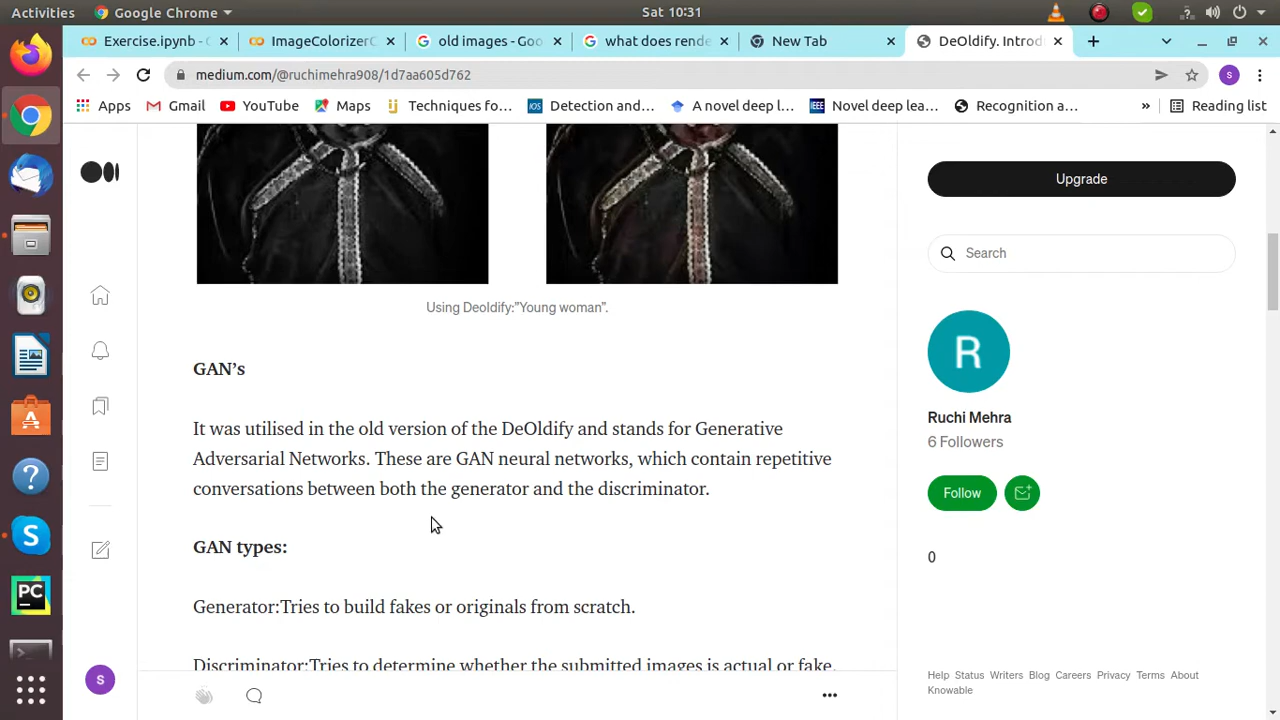 Activities
Google Chrome
Sat 10:31
Exercise.ipynb - C
ImageColorizerC
old images - Goo
what does rende
New Tab
DeOldify. Introd
medium.com/@ruchimehra908/1d7aa605d762
S
Apps
Gmail
YouTube
Maps
Techniques fo...
Detection and...
A novel deep l...
Novel deep lea...
Recognition a...
»
Reading list
Using Deoldify:”Young woman”.
GAN’s
It was utilised in the old version of the DeOldify and stands for Generative
Adversarial Networks. These are GAN neural networks, which contain repetitive
conversations between both the generator and the discriminator.
GAN types:
Generator:Tries to build fakes or originals from scratch.
Discriminator:Tries to determine whether the submitted images is actual or fake.
S
Upgrade
Search
R
Ruchi Mehra
6 Followers
Follow
0
Help Status Writers Blog Careers Privacy Terms About
Knowable
PC